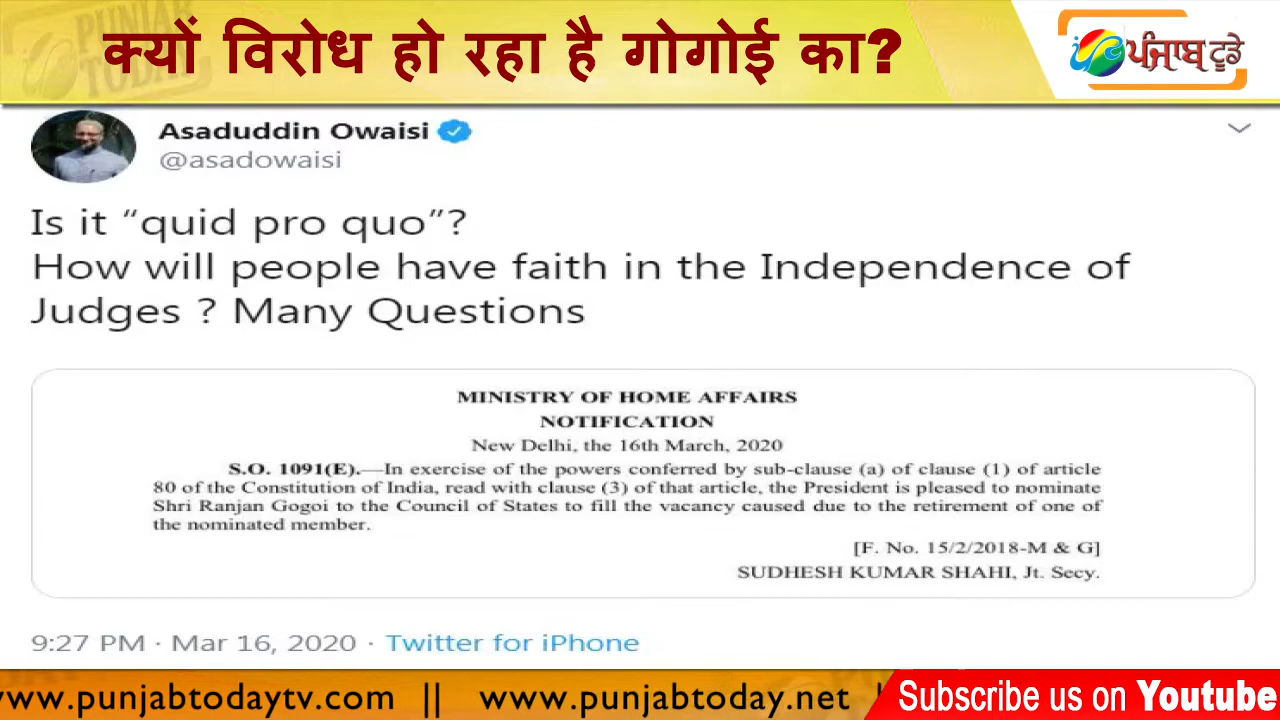 क्यों विरोध हो रहा है गोगोई का?
PUNJAB
TODAY
ਪੰਜਾਬ ਟੂਡੇ
Asaduddin Owaisi
@asadowaisi
Is it “quid pro quo”?
How will people have faith in the Independence of
Judges ? Many Questions
MINISTRY OF HOME AFFAIRS
NOTIFICATION
New Delhi, the 16th March, 2020
S.O. 1091(E).—In exercise of the powers conferred by sub-clause (a) of clause (1) of article
80 of the Constitution of India, read with clause (3) of that article, the President is pleased to nominate
Shri Ranjan Gogoi to the Council of States to fill the vacancy caused due to the retirement of one of
the nominated member.
[F. No. 15/2/2018-M & G]
SUDHESH KUMAR SHAHI, Jt. Secy.
9:27 PM · Mar 16, 2020 · Twitter for iPhone
www.punjabtodaytv.com || www.punjabtoday.net
Subscribe us on Youtube